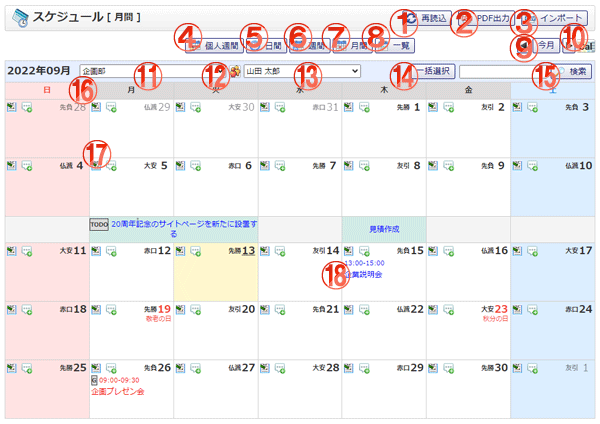 スケジュール [ 月間 ]
① 再読込 ② PDF出力 ③ インポート
④ 個人週間 ⑤ 日間 ⑥ 週間 ⑦ 月間 ⑧ 一覧 ⑨ ◀ 今月 ▶ ⑩ cal
2022年09月 企画部 ⑪ ⑫ 山田 太郎 ⑬ ⑭ 一括選択 ⑮ 検索
日 ⑯ 月 火 水 木 金 土
先負 28 仏滅 29 大安 30 赤口 31 先勝 1 友引 2 先負 3
⑰
仏滅 4 大安 5 赤口 6 先勝 7 友引 8 先負 9 仏滅 10
TODO 20周年記念のサイトページを新たに設置する
見積作成
大安 11 赤口 12 先勝 13 友引 14 先負 15 仏滅 16 大安 17
⑱ 13:00-15:00
企業説明会
赤口 18 先勝 19 友引 20 先負 21 仏滅 22 大安 23 赤口 24
敬老の日 秋分の日
先勝 25 先負 26 仏滅 27 大安 28 赤口 29 先勝 30 友引 1
G 09:00-09:30
企画プレゼン会